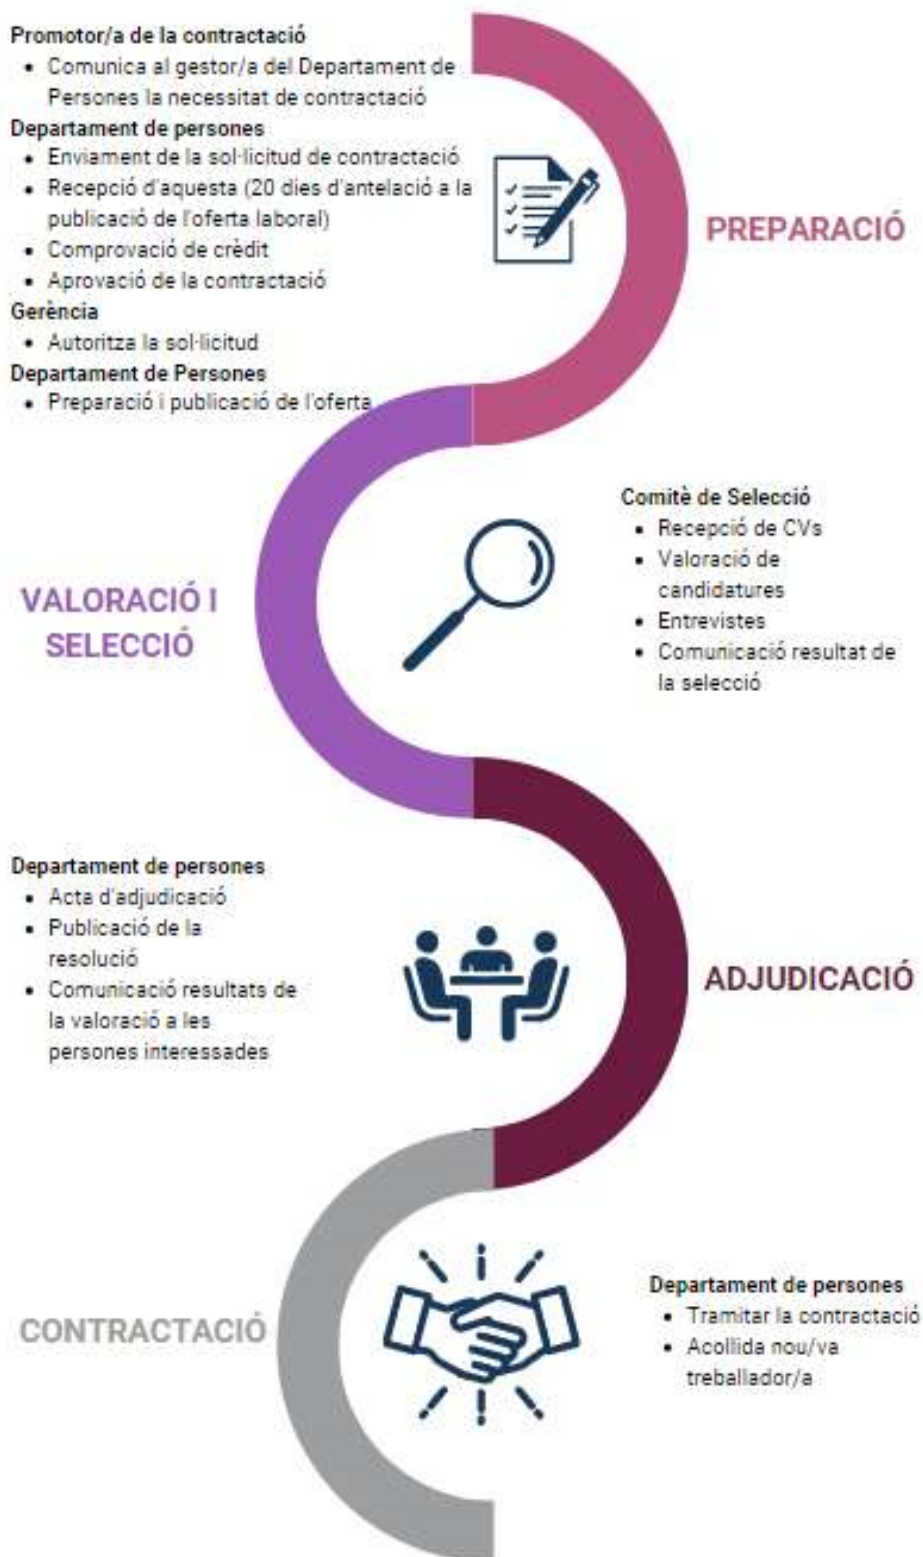 Promotor/a de la contractació
• Comunica al gestor/a del Departament de
Persones la necessitat de contractació
Departament de persones
• Enviament de la sol·licitud de contractació
• Recepció d'aquesta (20 dies d'antelació a la
publicació de l'oferta laboral)
• Comprovació de crèdit
• Aprovació de la contractació
Gerència
• Autoritza la sol·licitud
Departament de Persones
• Preparació i publicació de l'oferta
PREPARACIÓ
VALORACIÓ I
SELECCIÓ
Comitè de Selecció
• Recepció de CVs
• Valoració de
candidatures
• Entrevistes
• Comunicació resultat de
la selecció
Departament de persones
• Acta d'adjudicació
• Publicació de la
resolució
• Comunicació resultats de
la valoració a les
persones interessades
ADJUDICACIÓ
CONTRACTACIÓ
Departament de persones
• Tramitar la contractació
• Acollida nou/va
treballador/a